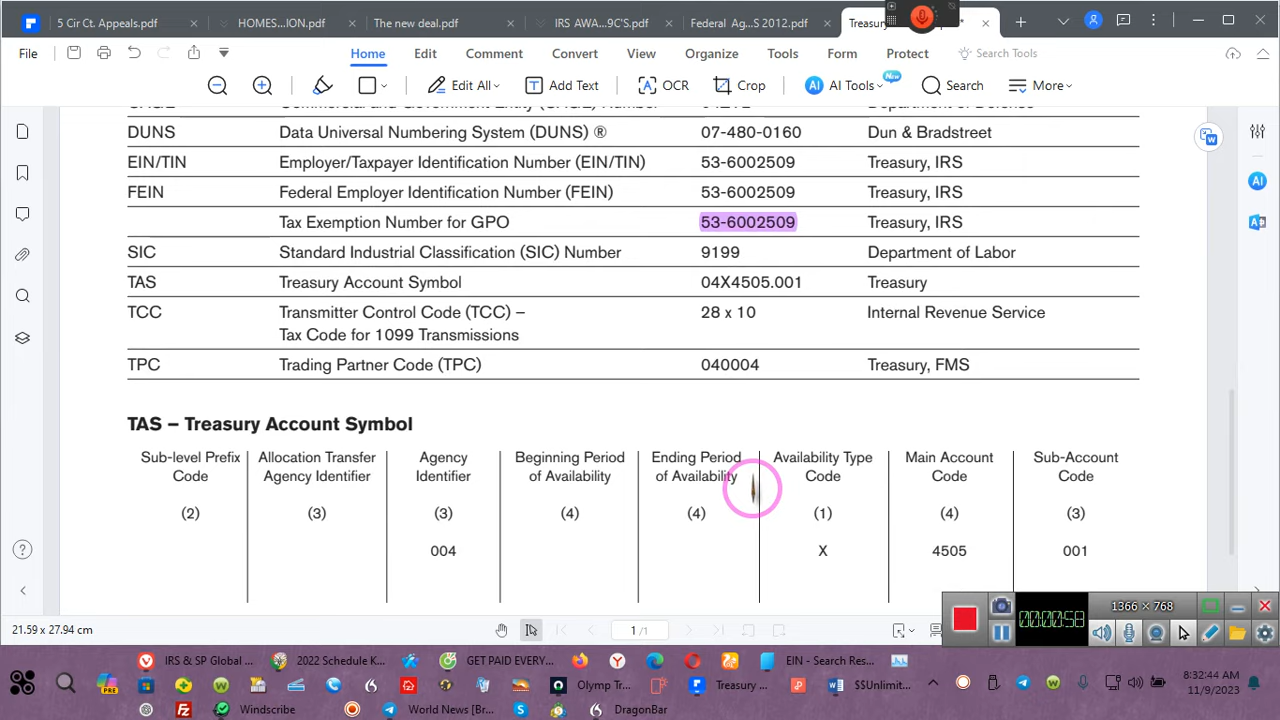 5 Cir Ct. Appeals.pdf
HOMES...ION.pdf
The new deal.pdf
IRS AWA...9C'S.pdf
Federal Ag...S 2012.pdf
Treasury
File
Home
Edit
Comment
Convert
View
Organize
Tools
Form
Protect
Search Tools
Edit All
Add Text
OCR
Crop
AI Tools
New
Search
More
DUNS Data Universal Numbering System (DUNS) ® 07-480-0160 Dun & Bradstreet
EIN/TIN Employer/Taxpayer Identification Number (EIN/TIN) 53-6002509 Treasury, IRS
FEIN Federal Employer Identification Number (FEIN) 53-6002509 Treasury, IRS
Tax Exemption Number for GPO 53-6002509 Treasury, IRS
SIC Standard Industrial Classification (SIC) Number 9199 Department of Labor
TAS Treasury Account Symbol 04X4505.001 Treasury
TCC Transmitter Control Code (TCC) – 28 x 10 Internal Revenue Service
Tax Code for 1099 Transmissions
TPC Trading Partner Code (TPC) 040004 Treasury, FMS
TAS – Treasury Account Symbol
Sub-level Prefix Allocation Transfer Agency Beginning Period Ending Period Availability Type Main Account Sub-Account
Code Agency Identifier Identifier of Availability of Availability Code Code Code
(2) (3) (3) (4) (4) (1) (4) (3)
004 X 4505 001
1366 × 768
00:00:58
21.59 x 27.94 cm
1 /1
IRS & SP Global ...
2022 Schedule K...
GET PAID EVERY...
EIN - Search Res...
PRE
Olymp Tr...
Treasury ...
$$Unlimit...
Windscribe
World News [Br...
DragonBar
8:32:44 AM
11/9/2023